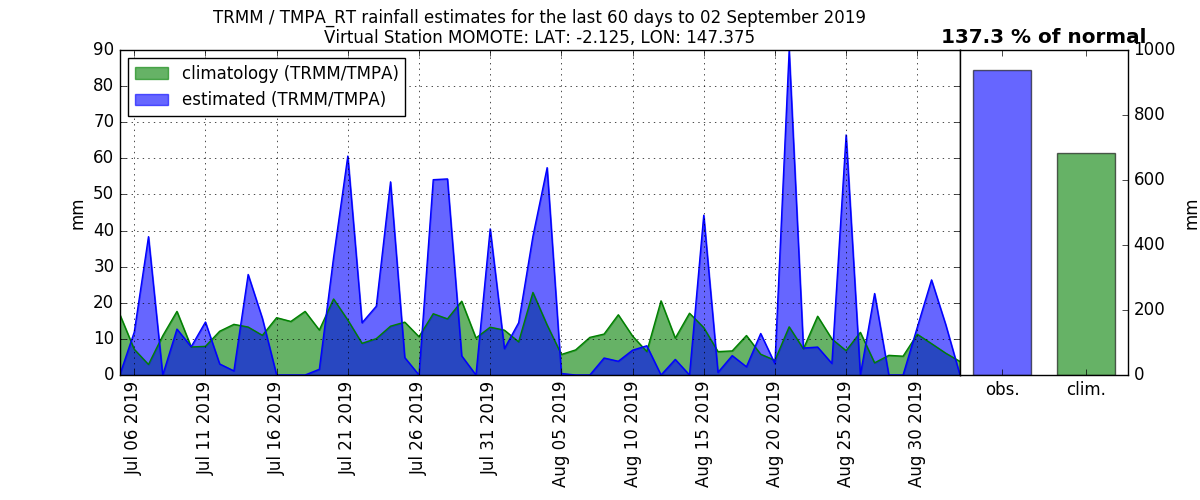 TRMM / TMPA_RT rainfall estimates for the last 60 days to 02 September 2019
Virtual Station MOMOTE: LAT: -2.125, LON: 147.375
137.3 % of normal
climatology (TRMM/TMPA)
estimated (TRMM/TMPA)
90
80
70
60
50
40
30
20
10
0
mm
1000
800
600
400
200
0
mm
Jul 06 2019
Jul 11 2019
Jul 16 2019
Jul 21 2019
Jul 26 2019
Jul 31 2019
Aug 05 2019
Aug 10 2019
Aug 15 2019
Aug 20 2019
Aug 25 2019
Aug 30 2019
obs.
clim.